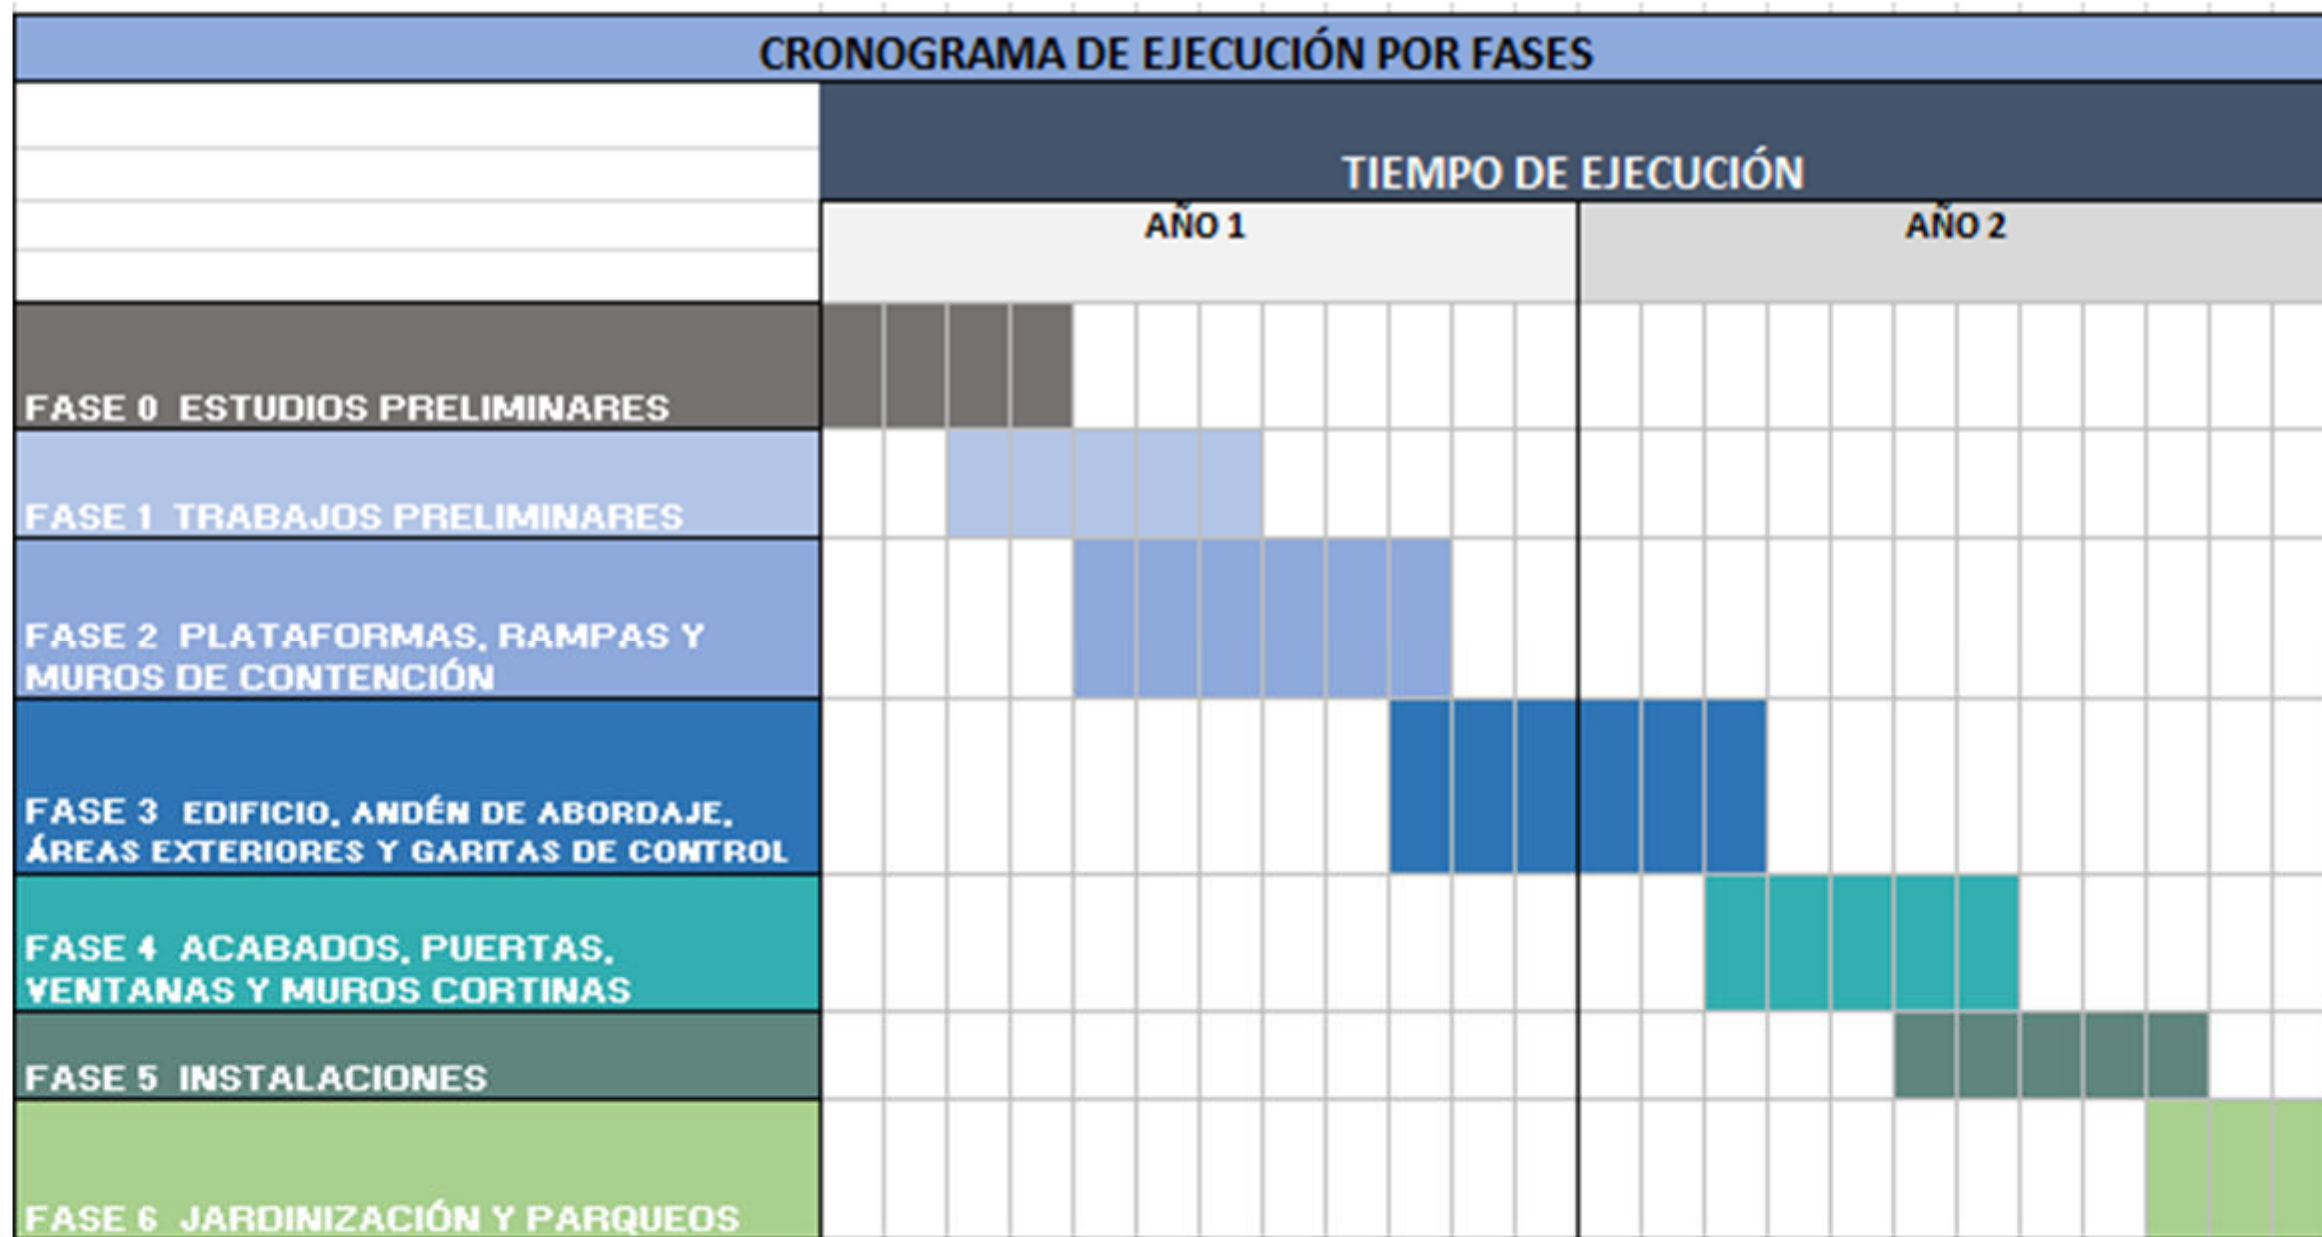 CRONOGRAMA DE EJECUCIÓN POR FASES
TIEMPO DE EJECUCIÓN
AÑO 1
AÑO 2
FASE 0 ESTUDIOS PRELIMINARES
FASE 1 TRABAJOS PRELIMINARES
FASE 2 PLATAFORMAS, RAMPAS Y
MUROS DE CONTENCIÓN
FASE 3 EDIFICIO, ANDÉN DE ABORDAJE,
ÁREAS EXTERIORES Y GARITAS DE CONTROL
FASE 4 ACABADOS, PUERTAS,
VENTANAS Y MUROS CORTINAS
FASE 5 INSTALACIONES
FASE 6 JARDINIZACIÓN Y PARQUEOS